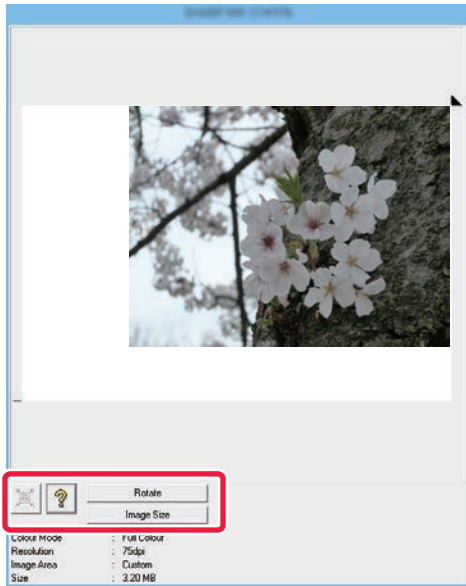 Rotate
Image Size
Colour Mode : Full Colour
Resolution : 75dpi
Image Area : Custom
Size : 3.20 MB